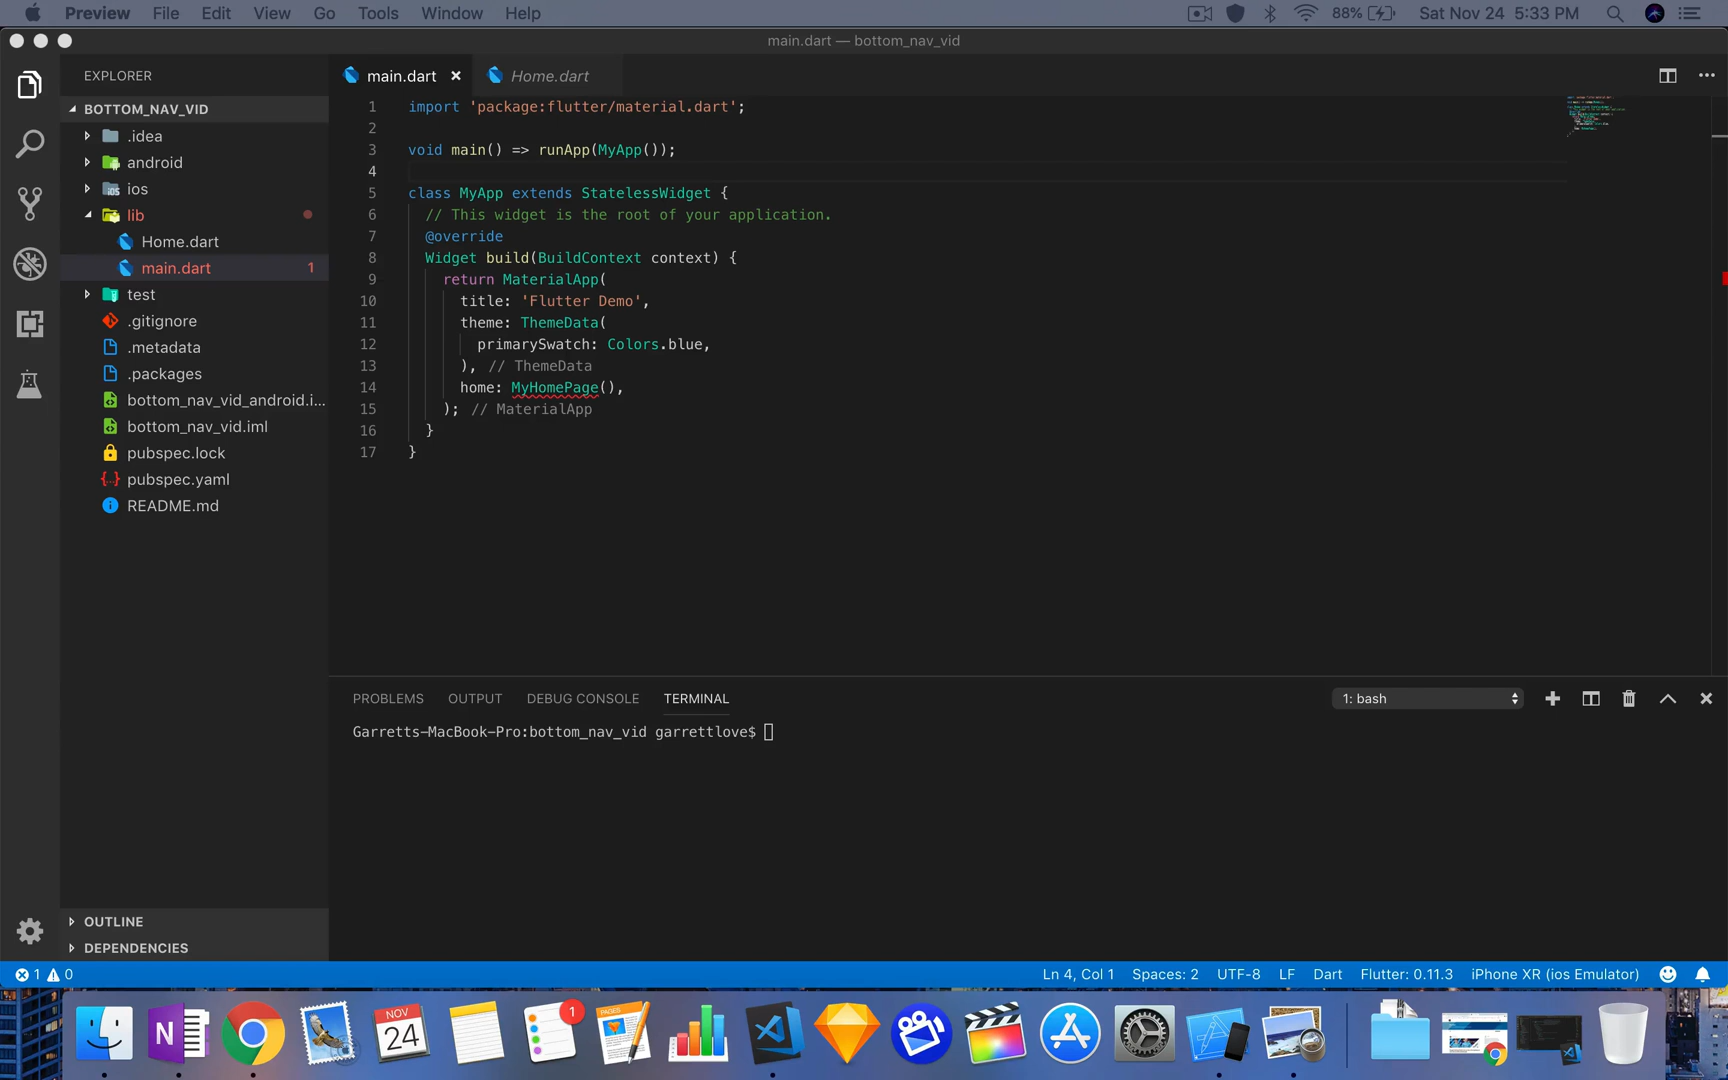 Preview File Edit View Go Tools Window Help 88% Sat Nov 24 5:33 PM
main.dart — bottom_nav_vid
EXPLORER
BOTTOM_NAV_VID
.idea
android
ios
lib
Home.dart
main.dart 1
test
.gitignore
.metadata
.packages
bottom_nav_vid_android.i...
bottom_nav_vid.iml
pubspec.lock
pubspec.yaml
README.md
OUTLINE
DEPENDENCIES
main.dart Home.dart
1 import 'package:flutter/material.dart';
2
3 void main() => runApp(MyApp());
4
5 class MyApp extends StatelessWidget {
6 // This widget is the root of your application.
7 @override
8 Widget build(BuildContext context) {
9 return MaterialApp(
10 title: 'Flutter Demo',
11 theme: ThemeData(
12 primarySwatch: Colors.blue,
13 ), // ThemeData
14 home: MyHomePage(),
15 ); // MaterialApp
16 }
17 }
PROBLEMS OUTPUT DEBUG CONSOLE TERMINAL 1: bash
Garretts-MacBook-Pro:bottom_nav_vid garrettlove$
1 0 Ln 4, Col 1 Spaces: 2 UTF-8 LF Dart Flutter: 0.11.3 iPhone XR (ios Emulator)
N
NOV
24
1
PAGES